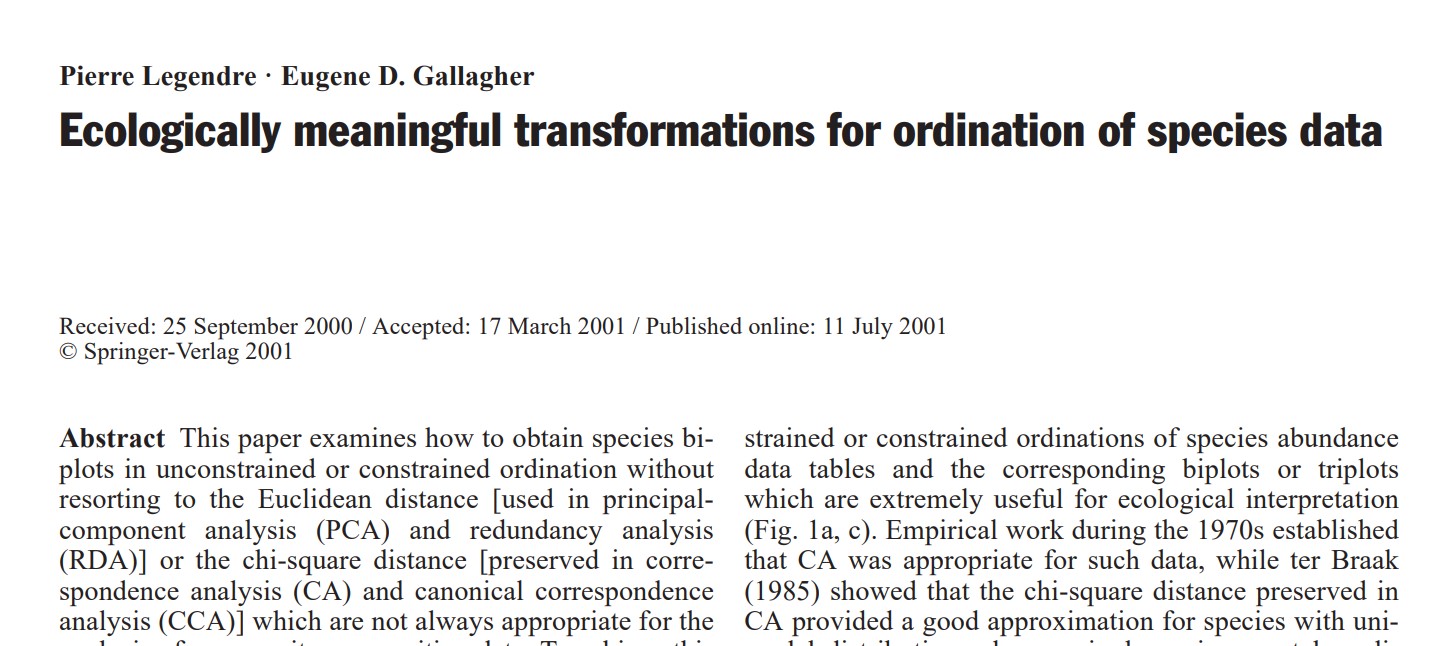 Pierre Legendre · Eugene D. Gallagher
Ecologically meaningful transformations for ordination of species data
Received: 25 September 2000 / Accepted: 17 March 2001 / Published online: 11 July 2001
© Springer-Verlag 2001
Abstract This paper examines how to obtain species bi-
plots in unconstrained or constrained ordination without
resorting to the Euclidean distance [used in principal-
component analysis (PCA) and redundancy analysis
(RDA)] or the chi-square distance [preserved in corre-
spondence analysis (CA) and canonical correspondence
analysis (CCA)] which are not always appropriate for the
strained or constrained ordinations of species abundance
data tables and the corresponding biplots or triplots
which are extremely useful for ecological interpretation
(Fig. 1a, c). Empirical work during the 1970s established
that CA was appropriate for such data, while ter Braak
(1985) showed that the chi-square distance preserved in
CA provided a good approximation for species with uni-